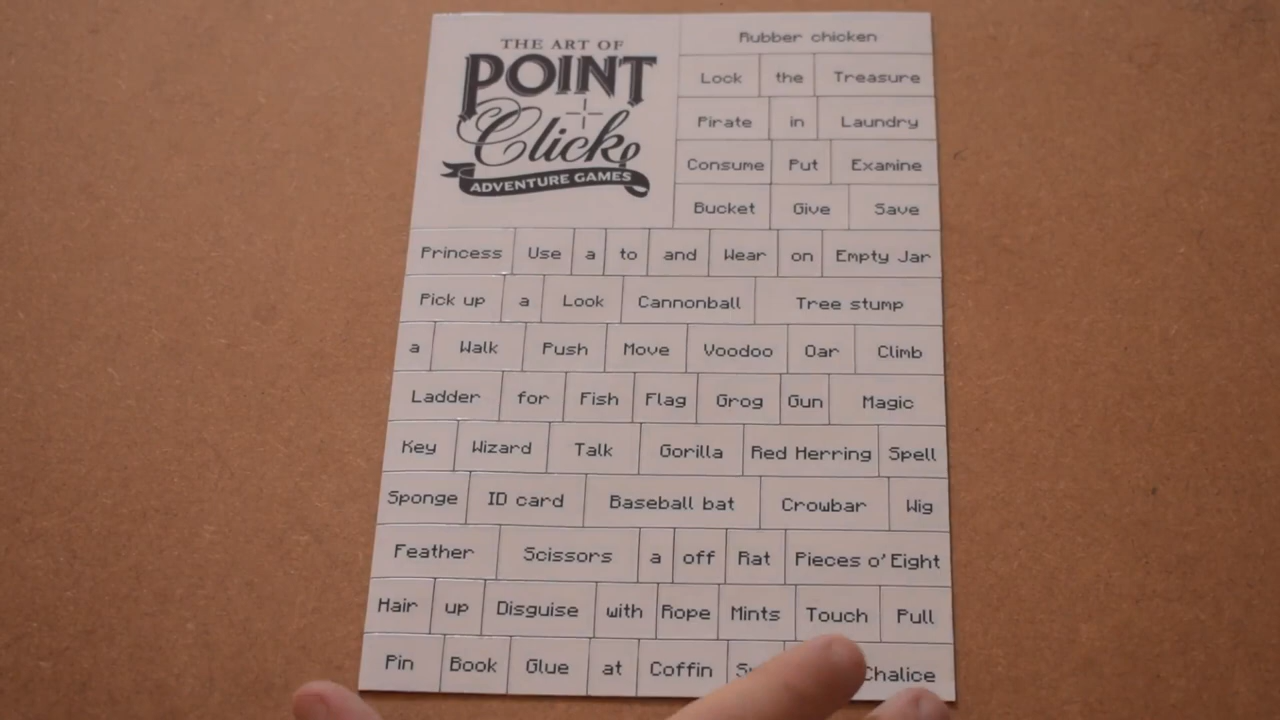 THE ART OF
POINT
Click
ADVENTURE GAMES
Rubber chicken
Lock the Treasure
Pirate in Laundry
Consume Put Examine
Bucket Give Save
Princess Use a to and Wear on Empty Jar
Pick up a Look Cannonball Tree stump
a Walk Push Move Voodoo Oar Climb
Ladder for Fish Flag Grog Gun Magic
Key Wizard Talk Gorilla Red Herring Spell
Sponge ID card Baseball bat Crowbar Wig
Feather Scissors a off Rat Pieces o' Eight
Hair up Disguise with Rope Mints Touch Pull
Pin Book Glue at Coffin Chalice